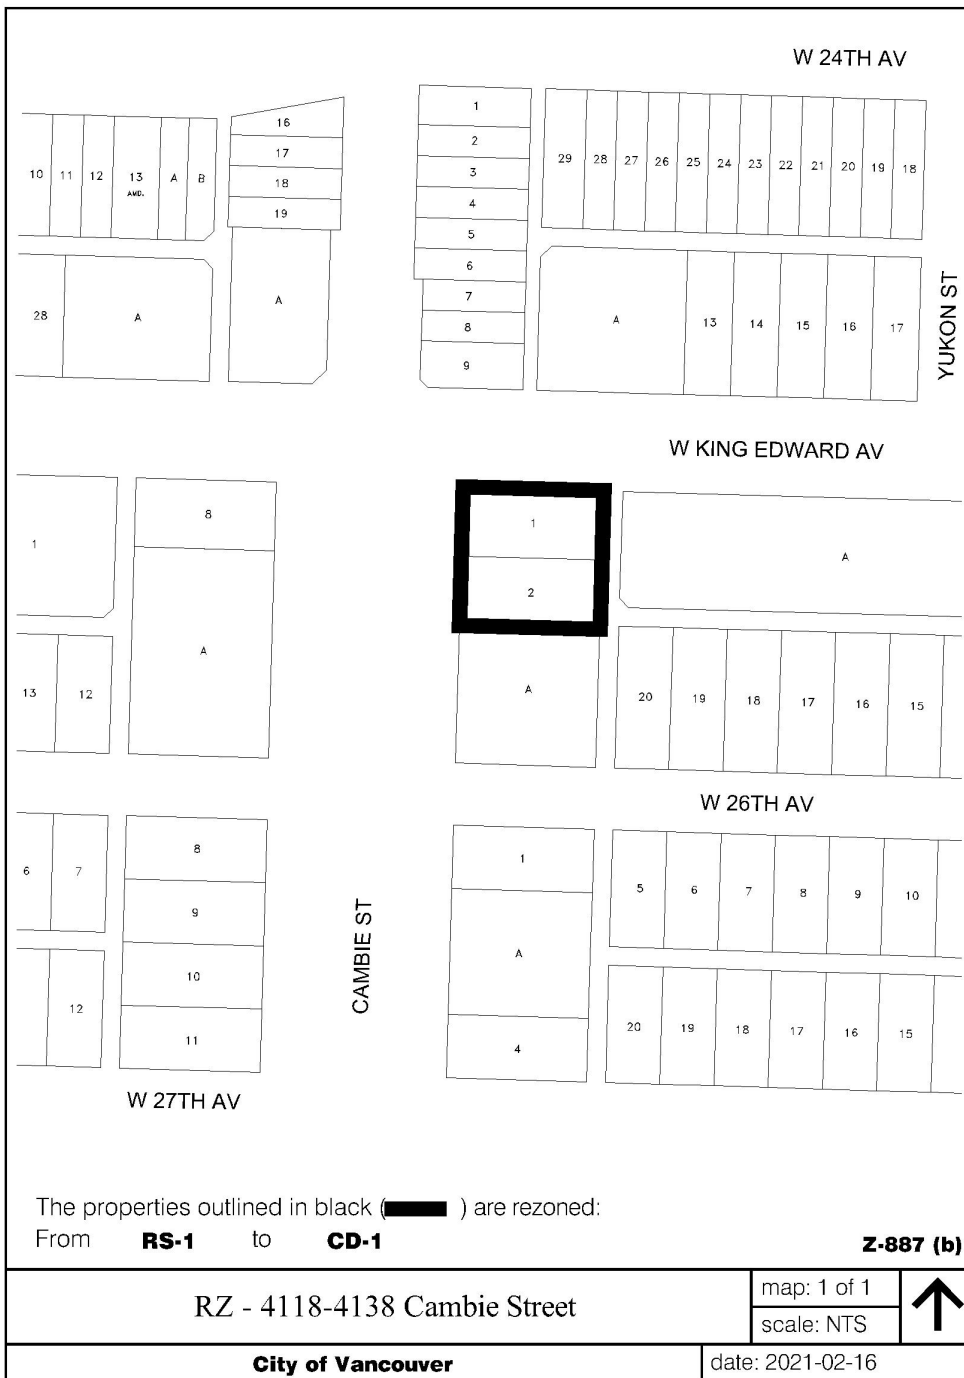 W 24TH AV
16
17
18
19
10 11 12 13 A B
AMD.
1
2
3
4
5
6
7
8
9
29 28 27 26 25 24 23 22 21 20 19 18
28 A
A
A 13 14 15 16 17
YUKON ST
W KING EDWARD AV
1
8
A
1
2
A
13 12
A
20 19 18 17 16 15
W 26TH AV
6 7
8
9
10
11
12
CAMBIE ST
1
A
4
5 6 7 8 9 10
20 19 18 17 16 15
W 27TH AV
The properties outlined in black ( ) are rezoned:
From RS-1 to CD-1
Z-887 (b)
RZ - 4118-4138 Cambie Street
map: 1 of 1
scale: NTS
City of Vancouver
date: 2021-02-16